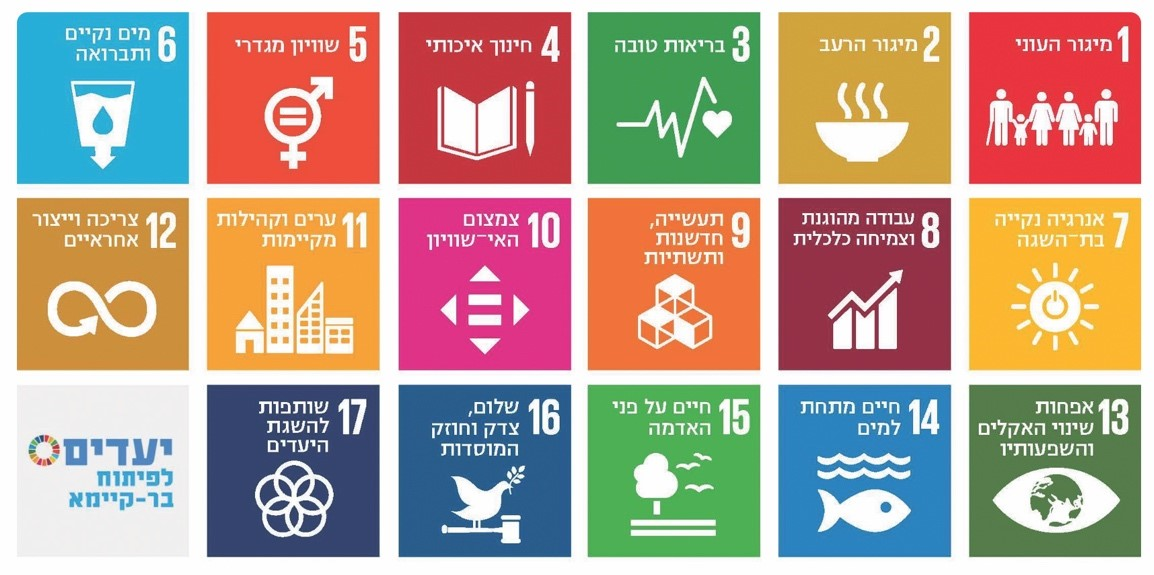 1 מיגור העוני
2 מיגור הרעב
3 בריאות טובה
4 חינוך איכותי
5 שוויון מגדרי
6 מים נקיים
ותברואה
7 אנרגיה נקייה
בת־השגה
8 עבודה מהוגנת
וצמיחה כלכלית
9 תעשייה,
חדשנות
ותשתיות
10 צמצום
האי־שוויון
11 ערים וקהילות
מקיימות
12 צריכה וייצור
אחראיים
13 אפחות
שינוי האקלים
והשפעותיו
14 חיים מתחת
למים
15 חיים על פני
האדמה
16 שלום,
צדק וחוזק
המוסדות
17 שותפות
להשגת
היעדים
יעדים
לפיתוח
בר-קיימא